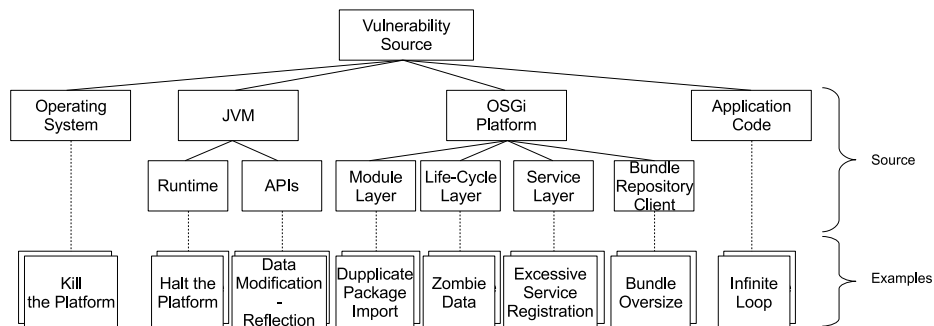 Vulnerability
Source
Operating
System
JVM
OSGi
Platform
Application
Code
Source
Runtime
APIs
Module
Layer
Life-Cycle
Layer
Service
Layer
Bundle
Repository
Client
Kill
the Platform
Halt the
Platform
Data
Modification
-
Reflection
Dupplicate
Package
Import
Zombie
Data
Excessive
Service
Registration
Bundle
Oversize
Infinite
Loop
Examples